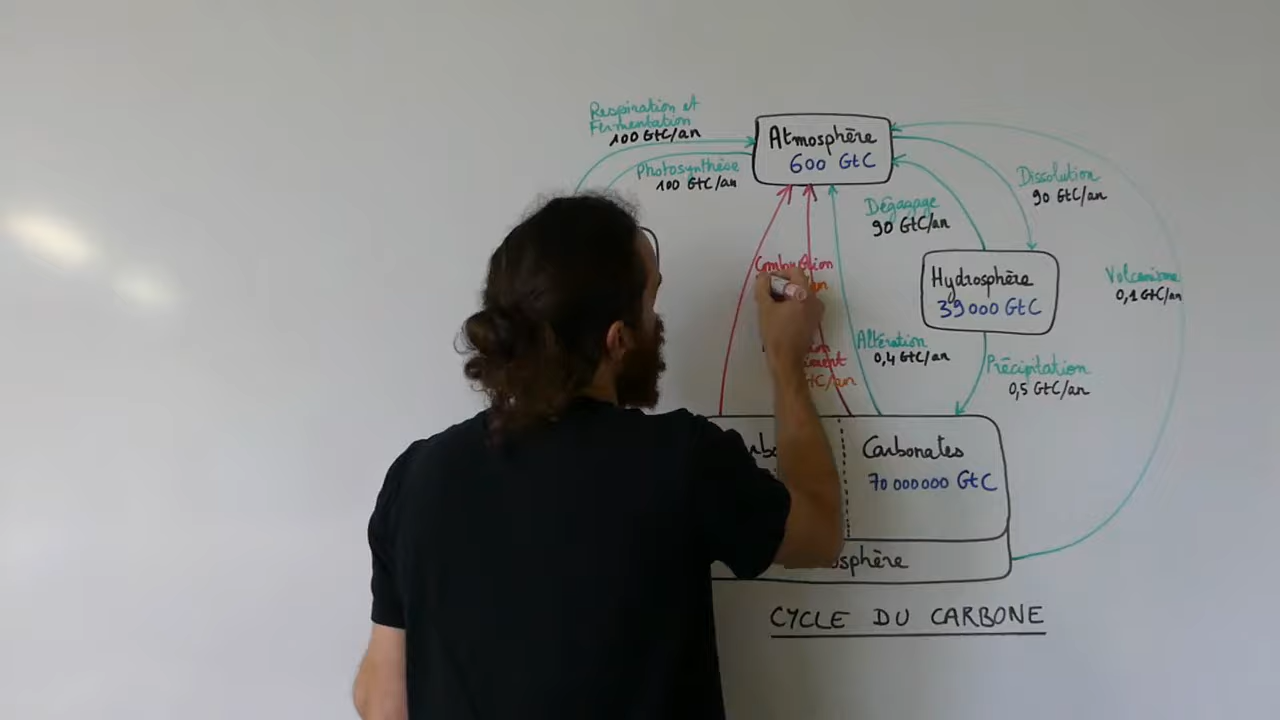 Respiration et
Fermentation
100 GtC/an
Photosynthèse
100 GtC/an
Atmosphère
600 GtC
Dissolution
90 GtC/an
Dégagage
90 GtC/an
Combustion
Hydrosphère
39 000 GtC
Volcanisme
0,1 GtC/an
Altération
0,4 GtC/an
Précipitation
0,5 GtC/an
Carbonates
70 000 000 GtC
CYCLE DU CARBONE